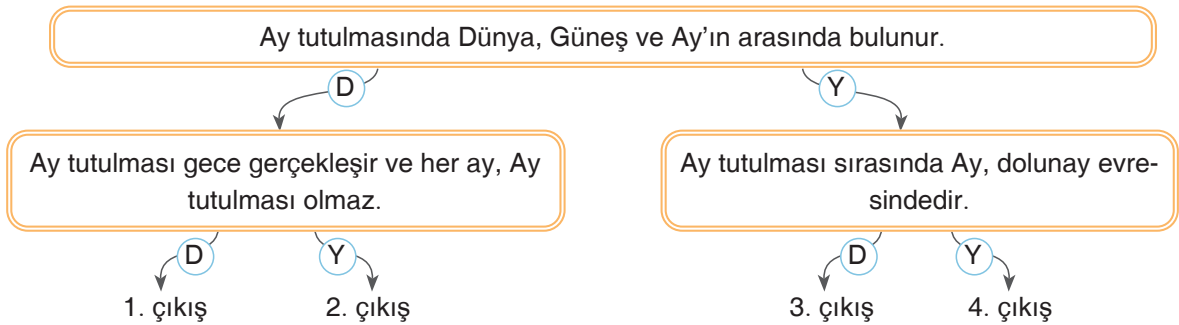 Ay tutulmasında Dünya, Güneş ve Ay’ın arasında bulunur.
D
Y
Ay tutulması gece gerçekleşir ve her ay, Ay
tutulması olmaz.
Ay tutulması sırasında Ay, dolunay evre-
sindedir.
D
Y
D
Y
1. çıkış
2. çıkış
3. çıkış
4. çıkış